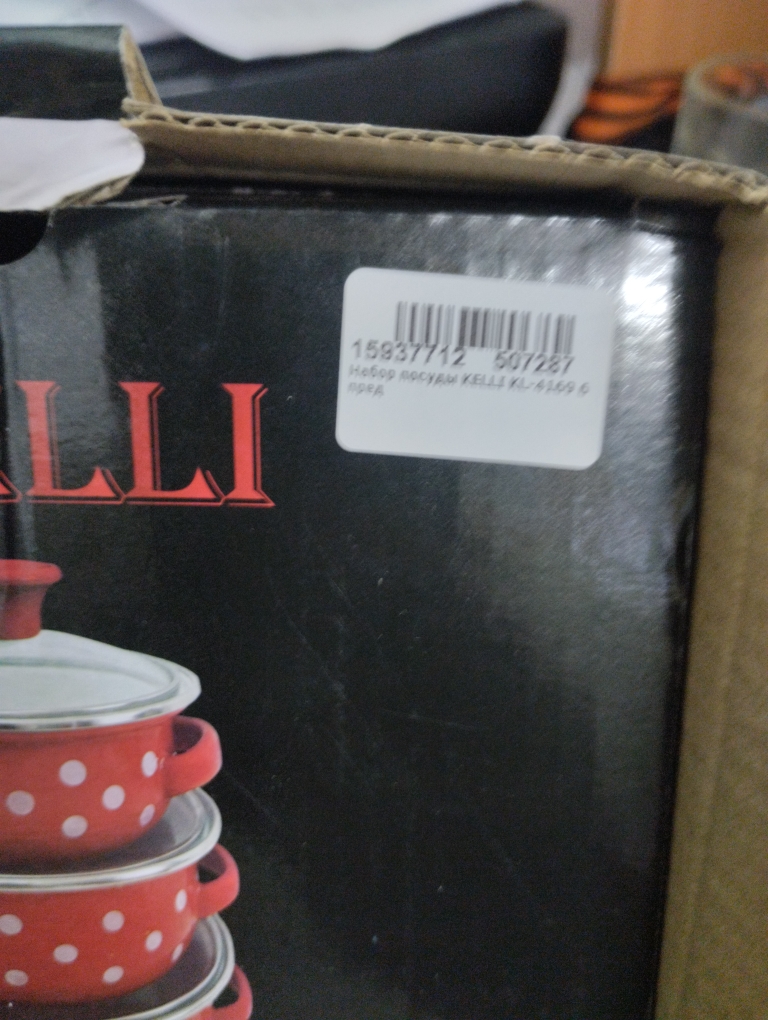 15937712 507287
Набор посуды KELLI KL-4169 6
пред
LLI